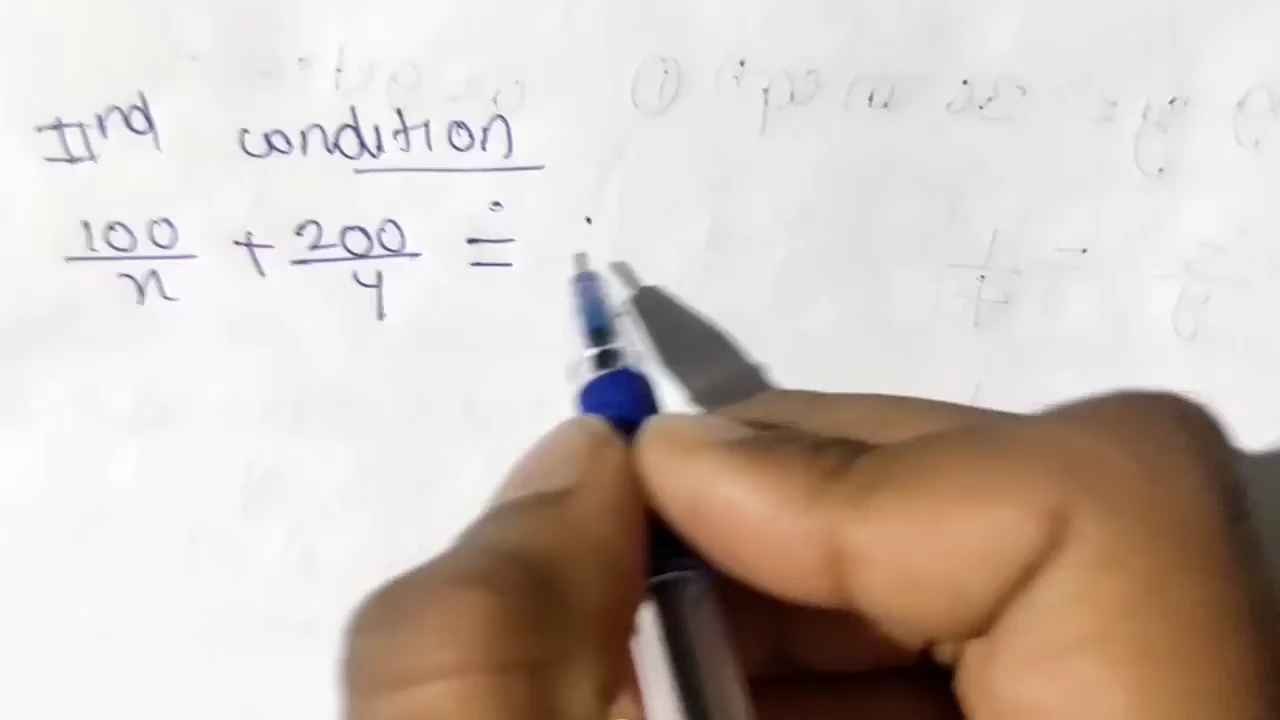 IInd condition
100/x + 200/y =